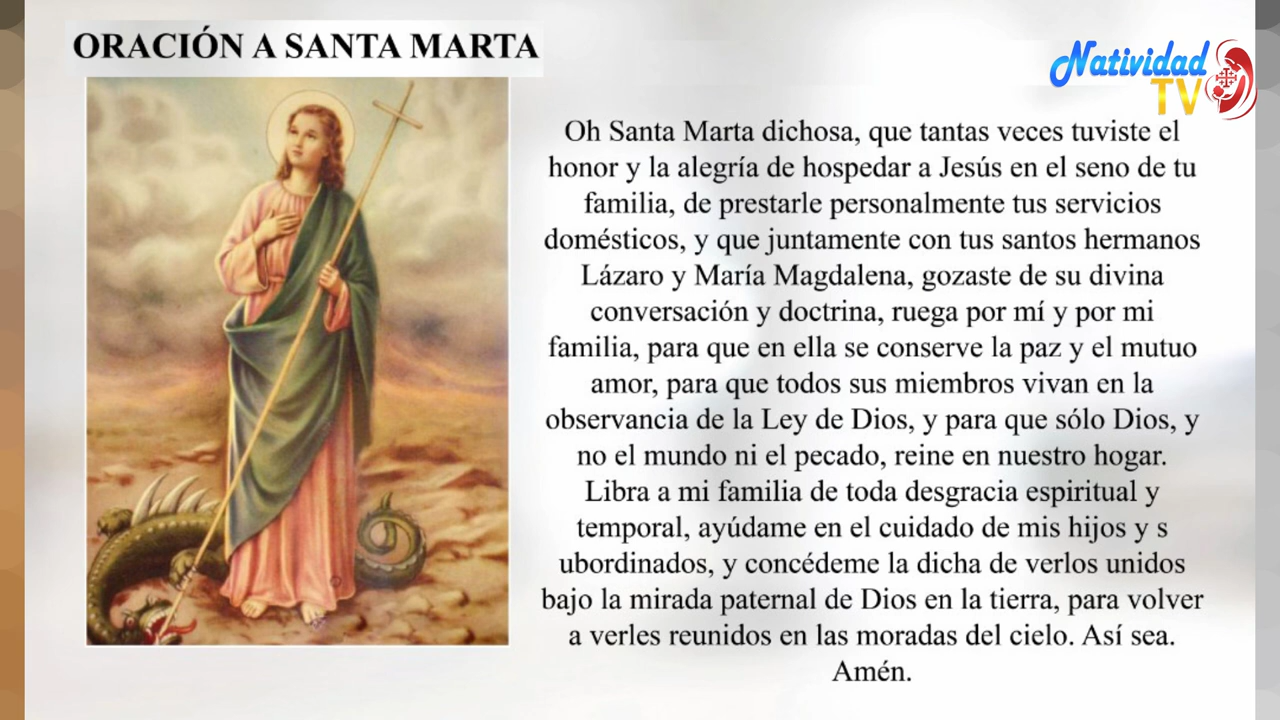 ORACIÓN A SANTA MARTA
Natividad
TV
Oh Santa Marta dichosa, que tantas veces tuviste el
honor y la alegría de hospedar a Jesús en el seno de tu
familia, de prestarle personalmente tus servicios
domésticos, y que juntamente con tus santos hermanos
Lázaro y María Magdalena, gozaste de su divina
conversación y doctrina, ruega por mí y por mi
familia, para que en ella se conserve la paz y el mutuo
amor, para que todos sus miembros vivan en la
observancia de la Ley de Dios, y para que sólo Dios, y
no el mundo ni el pecado, reine en nuestro hogar.
Libra a mi familia de toda desgracia espiritual y
temporal, ayúdame en el cuidado de mis hijos y s
ubordinados, y concédeme la dicha de verlos unidos
bajo la mirada paternal de Dios en la tierra, para volver
a verles reunidos en las moradas del cielo. Así sea.
Amén.